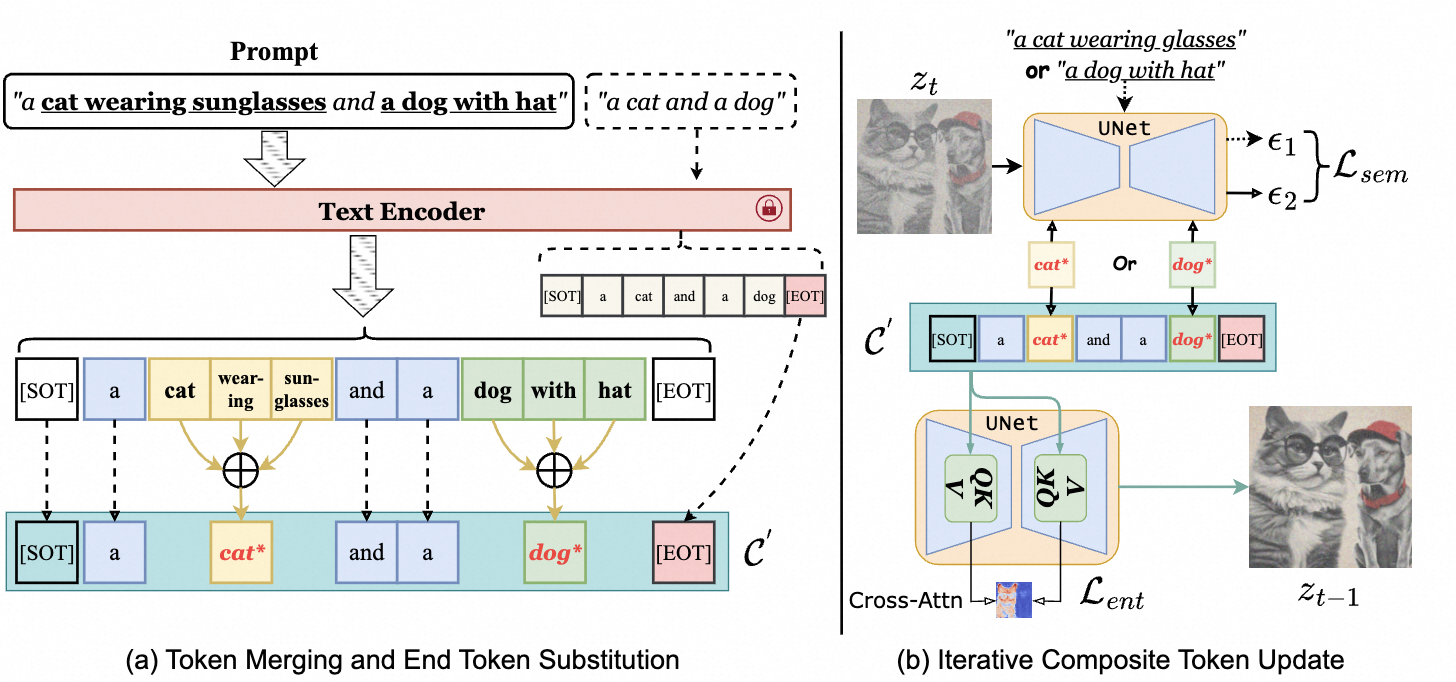 Prompt
"a cat wearing sunglasses and a dog with hat"
"a cat and a dog"
Text Encoder
[SOT] a cat and a dog [EOT]
[SOT] a cat wear-ing sun-glasses and a dog with hat [EOT]
[SOT] a cat* and a dog* [EOT] C'
(a) Token Merging and End Token Substitution
"a cat wearing glasses"
or "a dog with hat"
z_t
UNet
ϵ_1
ϵ_2
ℒ_sem
cat* Or dog*
C'
[SOT] a cat* and a dog* [EOT]
UNet
QK V
QK V
Cross-Attn
ℒ_ent
z_{t-1}
(b) Iterative Composite Token Update